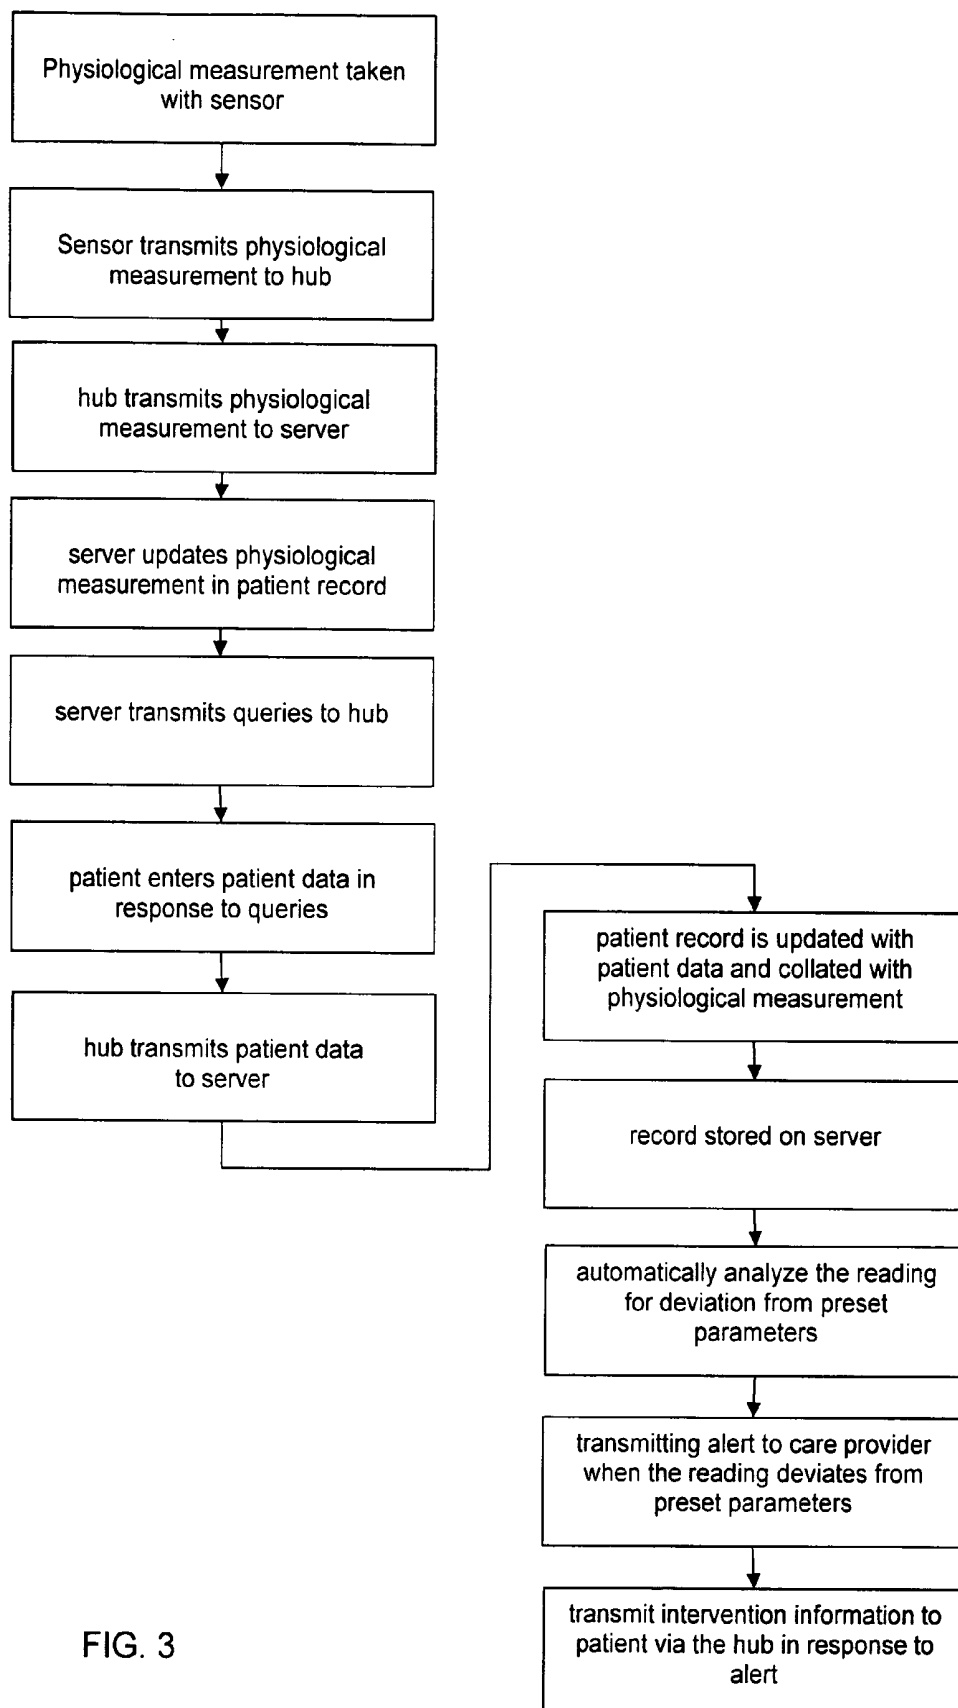 Physiological measurement taken
with sensor
Sensor transmits physiological
measurement to hub
hub transmits physiological
measurement to server
server updates physiological
measurement in patient record
server transmits queries to hub
patient enters patient data in
response to queries
hub transmits patient data
to server
patient record is updated with
patient data and collated with
physiological measurement
record stored on server
automatically analyze the reading
for deviation from preset
parameters
transmitting alert to care provider
when the reading deviates from
preset parameters
transmit intervention information to
patient via the hub in response to
alert
FIG. 3